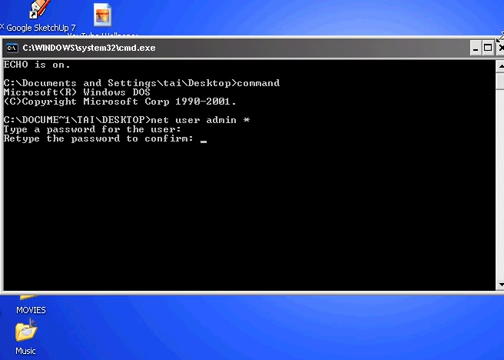 Google SketchUp 7
C:\WINDOWS\system32\cmd.exe
ECHO is on.
C:\Documents and Settings\tai\Desktop>command
Microsoft(R) Windows DOS
(C)Copyright Microsoft Corp 1990-2001.
C:\DOCUME~1\TAI\DESKTOP>net user admin *
Type a password for the user:
Retype the password to confirm: _
MOVIES
Music